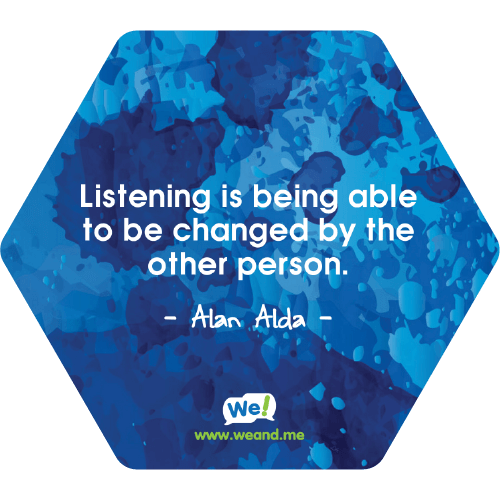 Listening is being able
to be changed by the
other person.
- Alan Alda -
We!
www.weand.me